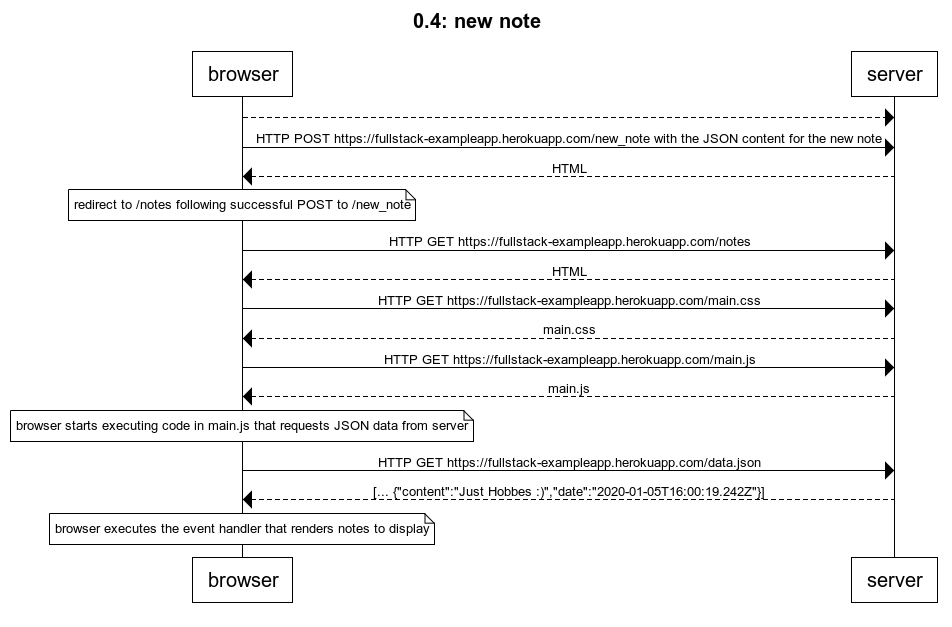 0.4: new note
browser
server
HTTP POST https://fullstack-exampleapp.herokuapp.com/new_note with the JSON content for the new note
HTML
redirect to /notes following successful POST to /new_note
HTTP GET https://fullstack-exampleapp.herokuapp.com/notes
HTML
HTTP GET https://fullstack-exampleapp.herokuapp.com/main.css
main.css
HTTP GET https://fullstack-exampleapp.herokuapp.com/main.js
main.js
browser starts executing code in main.js that requests JSON data from server
HTTP GET https://fullstack-exampleapp.herokuapp.com/data.json
[... {"content":"Just Hobbes :)","date":"2020-01-05T16:00:19.242Z"}]
browser executes the event handler that renders notes to display
browser
server